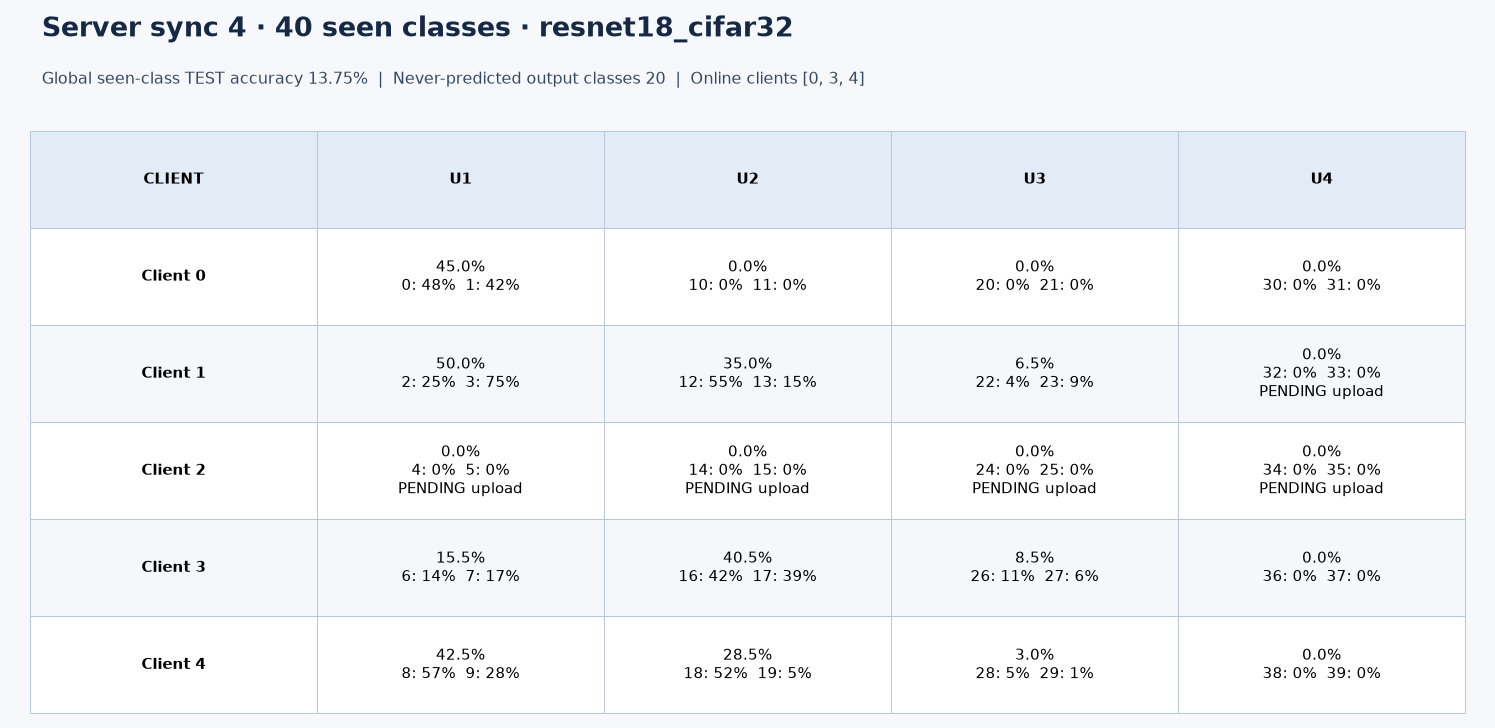 Server sync 4 · 40 seen classes · resnet18_cifar32
Global seen-class TEST accuracy 13.75%  |  Never-predicted output classes 20  |  Online clients [0, 3, 4]
CLIENT U1 U2 U3 U4
Client 0
45.0%
0: 48%  1: 42%
0.0%
10: 0%  11: 0%
0.0%
20: 0%  21: 0%
0.0%
30: 0%  31: 0%
Client 1
50.0%
2: 25%  3: 75%
35.0%
12: 55%  13: 15%
6.5%
22: 4%  23: 9%
0.0%
32: 0%  33: 0%
PENDING upload
Client 2
0.0%
4: 0%  5: 0%
PENDING upload
0.0%
14: 0%  15: 0%
PENDING upload
0.0%
24: 0%  25: 0%
PENDING upload
0.0%
34: 0%  35: 0%
PENDING upload
Client 3
15.5%
6: 14%  7: 17%
40.5%
16: 42%  17: 39%
8.5%
26: 11%  27: 6%
0.0%
36: 0%  37: 0%
Client 4
42.5%
8: 57%  9: 28%
28.5%
18: 52%  19: 5%
3.0%
28: 5%  29: 1%
0.0%
38: 0%  39: 0%